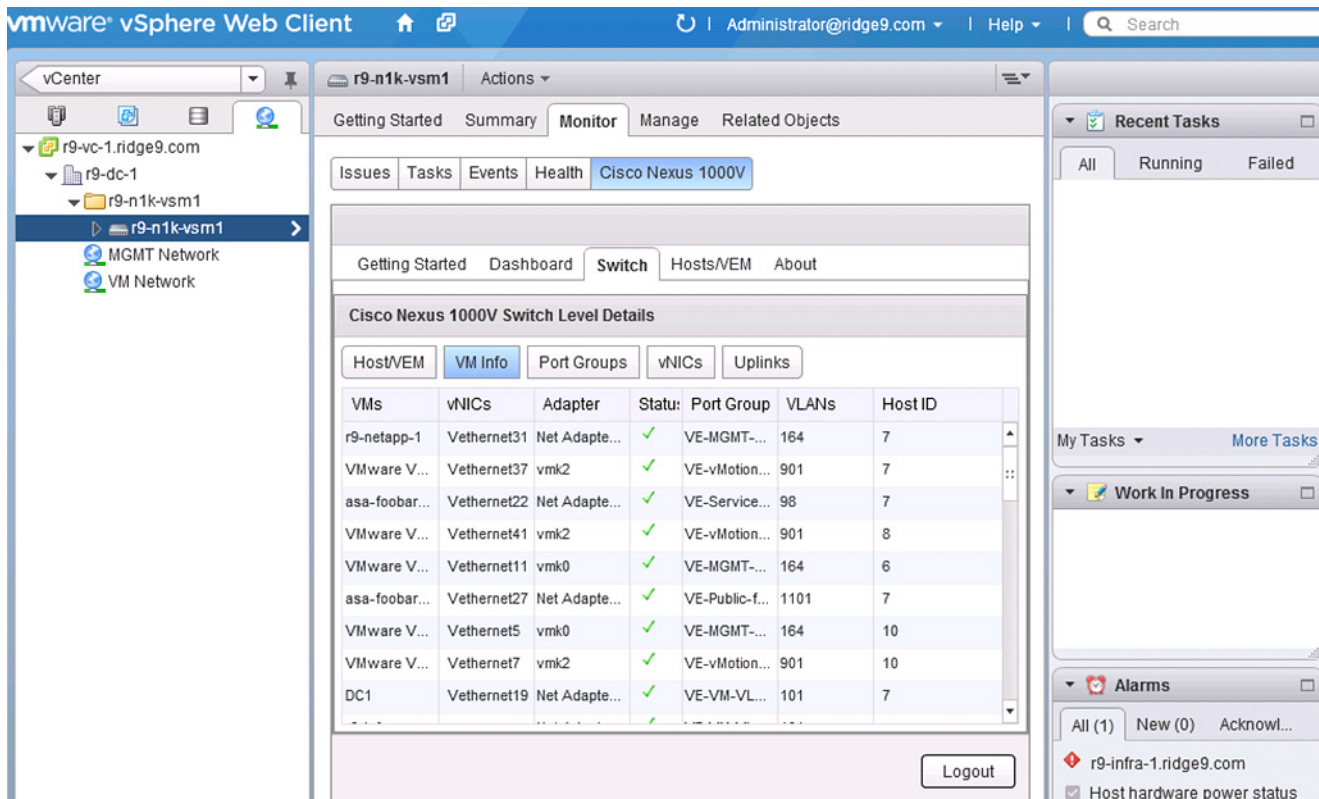 vmware® vSphere Web Client
Administrator@ridge9.com
Help
Search
vCenter
r9-vc-1.ridge9.com
r9-dc-1
r9-n1k-vsm1
r9-n1k-vsm1
MGMT Network
VM Network
r9-n1k-vsm1 Actions
Getting Started Summary Monitor Manage Related Objects
Issues Tasks Events Health Cisco Nexus 1000V
Getting Started Dashboard Switch Hosts/VEM About
Cisco Nexus 1000V Switch Level Details
Host/VEM VM Info Port Groups vNICs Uplinks
VMs vNICs Adapter Status Port Group VLANs Host ID
r9-netapp-1 Vethernet31 Net Adapte... VE-MGMT-... 164 7
VMware V... Vethernet37 vmk2 VE-vMotion... 901 7
asa-foobar... Vethernet22 Net Adapte... VE-Service... 98 7
VMware V... Vethernet41 vmk2 VE-vMotion... 901 8
VMware V... Vethernet11 vmk0 VE-MGMT-... 164 6
asa-foobar... Vethernet27 Net Adapte... VE-Public-f... 1101 7
VMware V... Vethernet5 vmk0 VE-MGMT-... 164 10
VMware V... Vethernet7 vmk2 VE-vMotion... 901 10
DC1 Vethernet19 Net Adapte... VE-VM-VL... 101 7
Logout
Recent Tasks
All Running Failed
My Tasks More Tasks
Work In Progress
Alarms
All (1) New (0) Acknowl...
r9-infra-1.ridge9.com
Host hardware power status